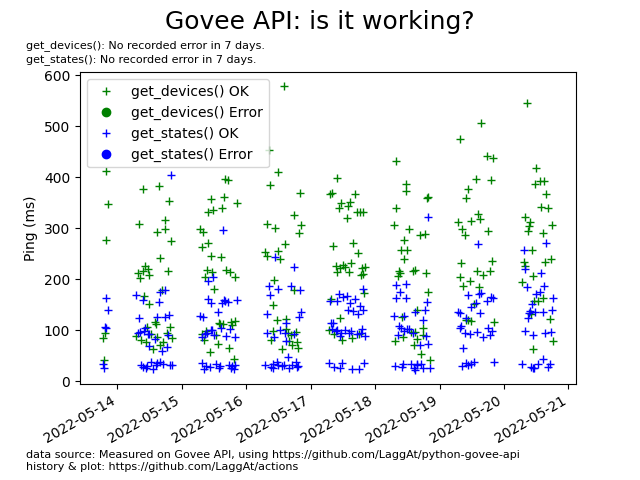 Govee API: is it working?
get_devices(): No recorded error in 7 days.
get_states(): No recorded error in 7 days.
get_devices() OK
get_devices() Error
get_states() OK
get_states() Error
Ping (ms)
600
500
400
300
200
100
0
2022-05-14
2022-05-15
2022-05-16
2022-05-17
2022-05-18
2022-05-19
2022-05-20
2022-05-21
data source: Measured on Govee API, using https://github.com/LaggAt/python-govee-api
history & plot: https://github.com/LaggAt/actions